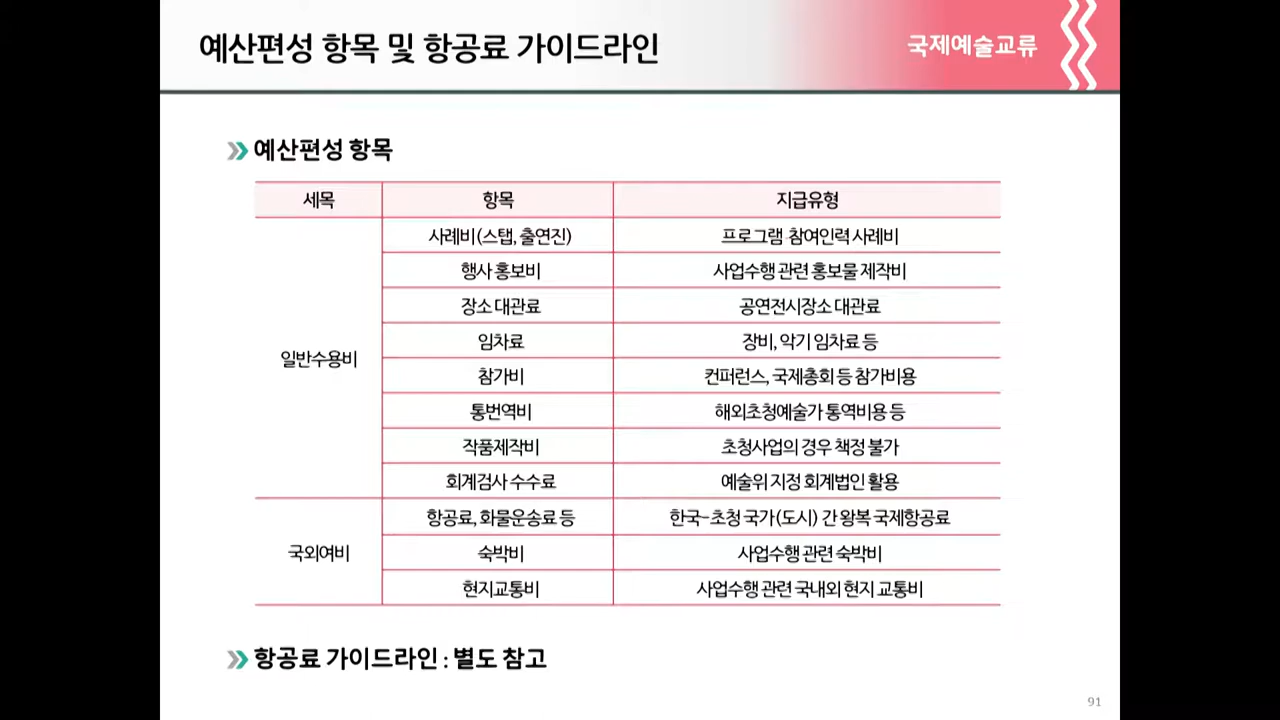 예산편성 항목 및 항공료 가이드라인
국제예술교류
예산편성 항목
세목 항목 지급유형
사례비(스탭, 출연진) 프로그램 참여인력 사례비
행사 홍보비 사업수행 관련 홍보물 제작비
장소 대관료 공연전시장소 대관료
임차료 장비, 악기 임차료 등
일반수용비
참가비 컨퍼런스, 국제총회 등 참가비용
통번역비 해외초청예술가 통역비용 등
작품제작비 초청사업의 경우 책정 불가
회계검사 수수료 예술위 지정 회계법인 활용
항공료, 화물운송료 등 한국-초청 국가(도시) 간 왕복 국제항공료
국외여비 숙박비 사업수행 관련 숙박비
현지교통비 사업수행 관련 국내외 현지 교통비
항공료 가이드라인 : 별도 참고
91